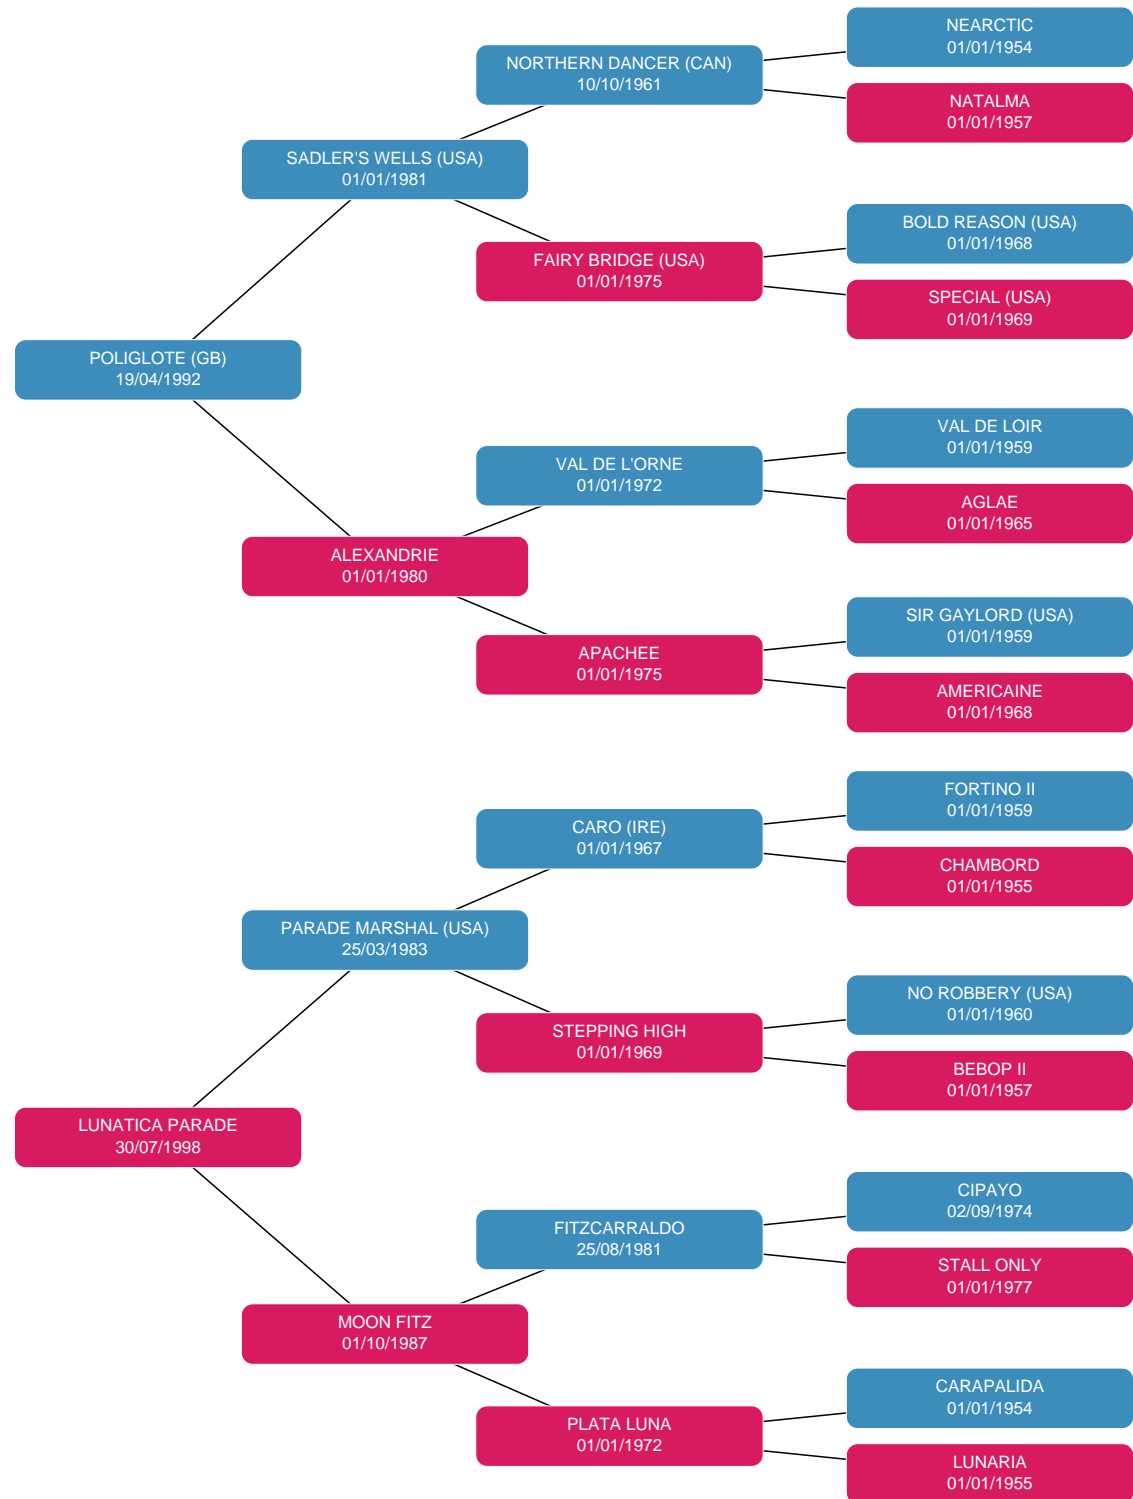 NEARCTIC
01/01/1954
NORTHERN DANCER (CAN)
10/10/1961
NATALMA
01/01/1957
SADLER'S WELLS (USA)
01/01/1981
BOLD REASON (USA)
01/01/1968
FAIRY BRIDGE (USA)
01/01/1975
SPECIAL (USA)
01/01/1969
POLIGLOTE (GB)
19/04/1992
VAL DE LOIR
01/01/1959
VAL DE L'ORNE
01/01/1972
AGLAE
01/01/1965
ALEXANDRIE
01/01/1980
SIR GAYLORD (USA)
01/01/1959
APACHEE
01/01/1975
AMERICAINE
01/01/1968
FORTINO II
01/01/1959
CARO (IRE)
01/01/1967
CHAMBORD
01/01/1955
PARADE MARSHAL (USA)
25/03/1983
NO ROBBERY (USA)
01/01/1960
STEPPING HIGH
01/01/1969
BEBOP II
01/01/1957
LUNATICA PARADE
30/07/1998
CIPAYO
02/09/1974
FITZCARRALDO
25/08/1981
STALL ONLY
01/01/1977
MOON FITZ
01/10/1987
CARAPALIDA
01/01/1954
PLATA LUNA
01/01/1972
LUNARIA
01/01/1955